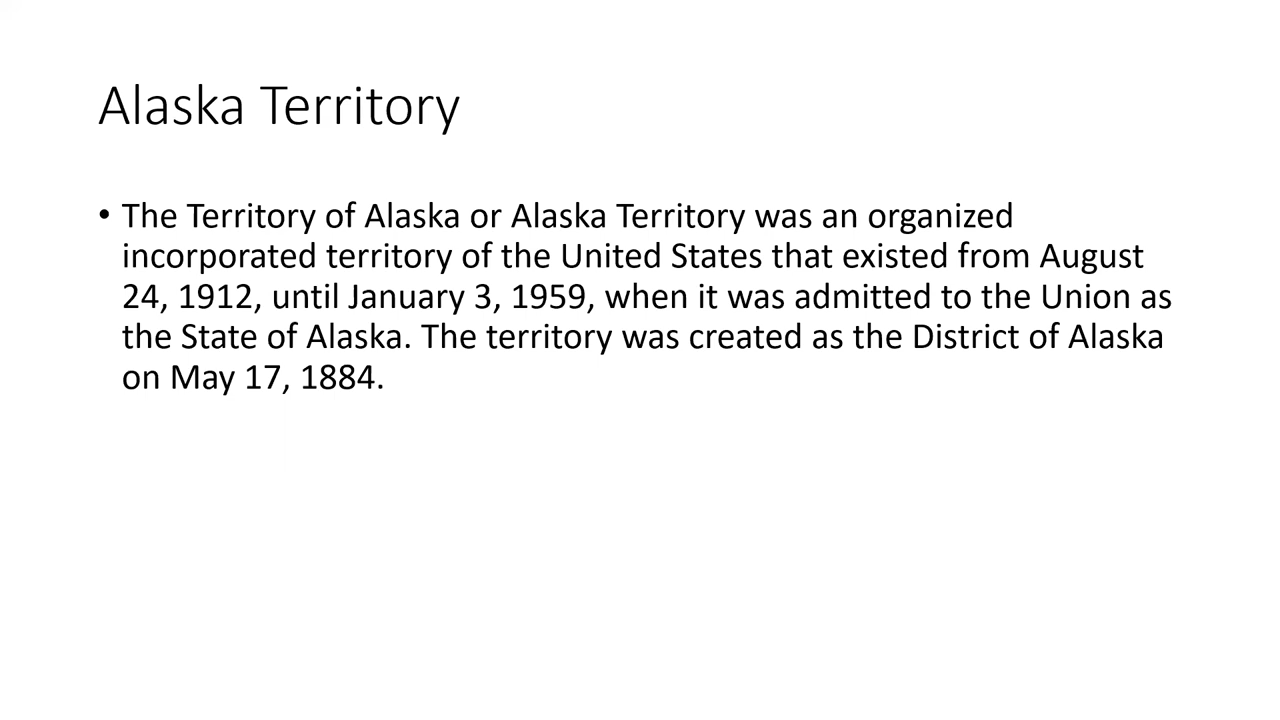 Alaska Territory
• The Territory of Alaska or Alaska Territory was an organized
incorporated territory of the United States that existed from August
24, 1912, until January 3, 1959, when it was admitted to the Union as
the State of Alaska. The territory was created as the District of Alaska
on May 17, 1884.